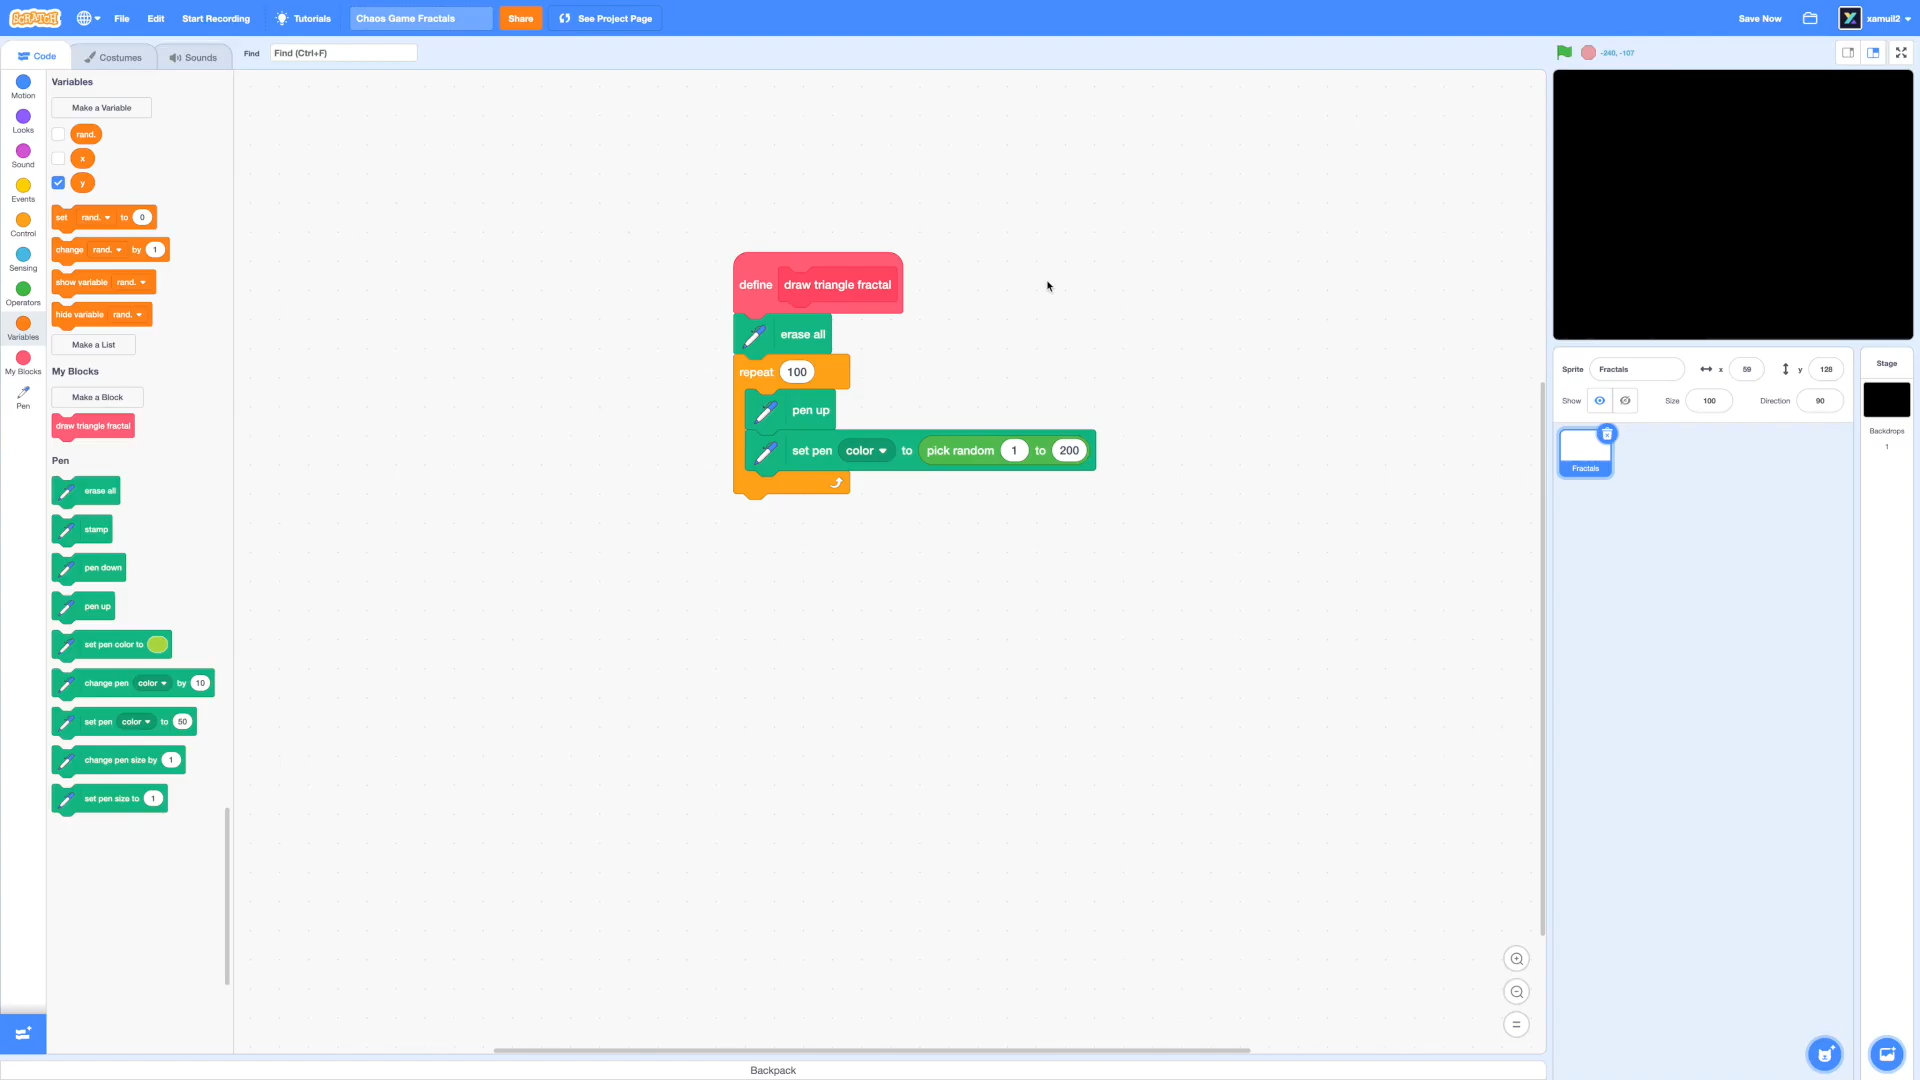 SCRATCH
File
Edit
Start Recording
Tutorials
Chaos Game Fractals
Share
See Project Page
Save Now
xamuil2
Code
Costumes
Sounds
Find
Find (Ctrl+F)
-240, -107
Motion
Looks
Sound
Events
Control
Sensing
Operators
Variables
My Blocks
Pen
Variables
Make a Variable
rand.
x
y
set rand. to 0
change rand. by 1
show variable rand.
hide variable rand.
Make a List
My Blocks
Make a Block
draw triangle fractal
Pen
erase all
stamp
pen down
pen up
set pen color to
change pen color by 10
set pen color to 50
change pen size by 1
set pen size to 1
define draw triangle fractal
erase all
repeat 100
pen up
set pen color to pick random 1 to 200
Sprite Fractals x 59 y 128
Show Size 100 Direction 90
Fractals
Stage
Backdrops
1
Backpack